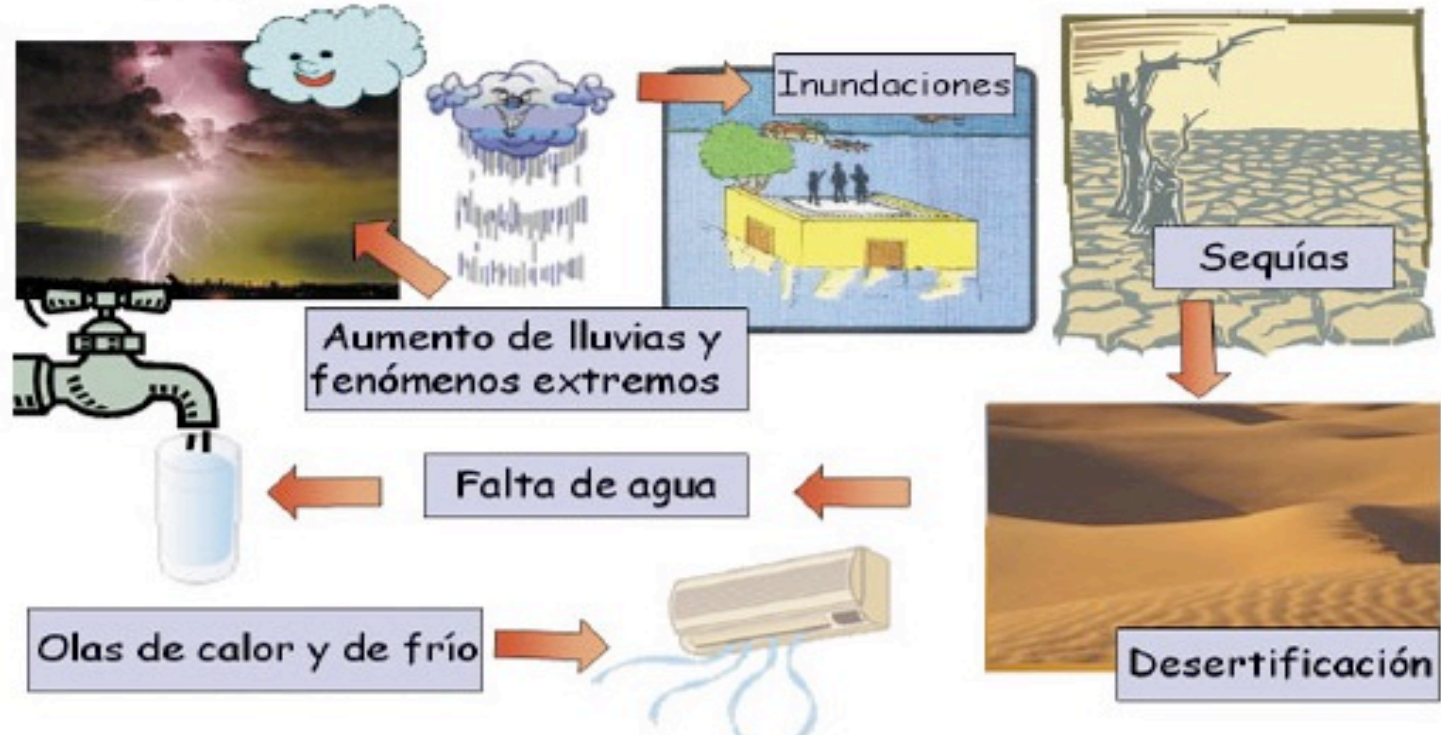 Inundaciones
Sequías
Aumento de lluvias y
fenómenos extremos
Falta de agua
Olas de calor y de frío
Desertificación